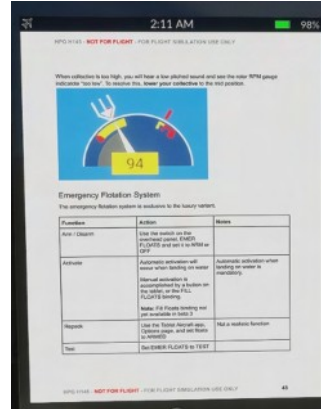 2:11 AM
98%
HPG H145 - NOT FOR FLIGHT - FOR FLIGHT SIMULATION USE ONLY
When collective is too high, you will hear a low pitched sound and see the rotor RPM gauge
indicate "too low". To resolve this, lower your collective to the mid position.
94
Emergency Flotation System
The emergency flotation system is exclusive to the luxury variant.
Function Action Notes
Arm / Disarm Use the switch on the
overhead panel, EMER
FLOATS and set it to ARM or
OFF
Activate Automatic activation will Automatic activation when
occur when landing on water landing on water is
mandatory.
Manual activation is
accomplished by a button on
the tablet, or the FILL
FLOATS binding.
Note: Fill Floats binding not
yet available in beta 3
Repack Use the Tablet Aircraft app, Not a realistic function
Options page, and set floats
to ARMED
Test Set EMER FLOATS to TEST
HPG H145 - NOT FOR FLIGHT - FOR FLIGHT SIMULATION USE ONLY